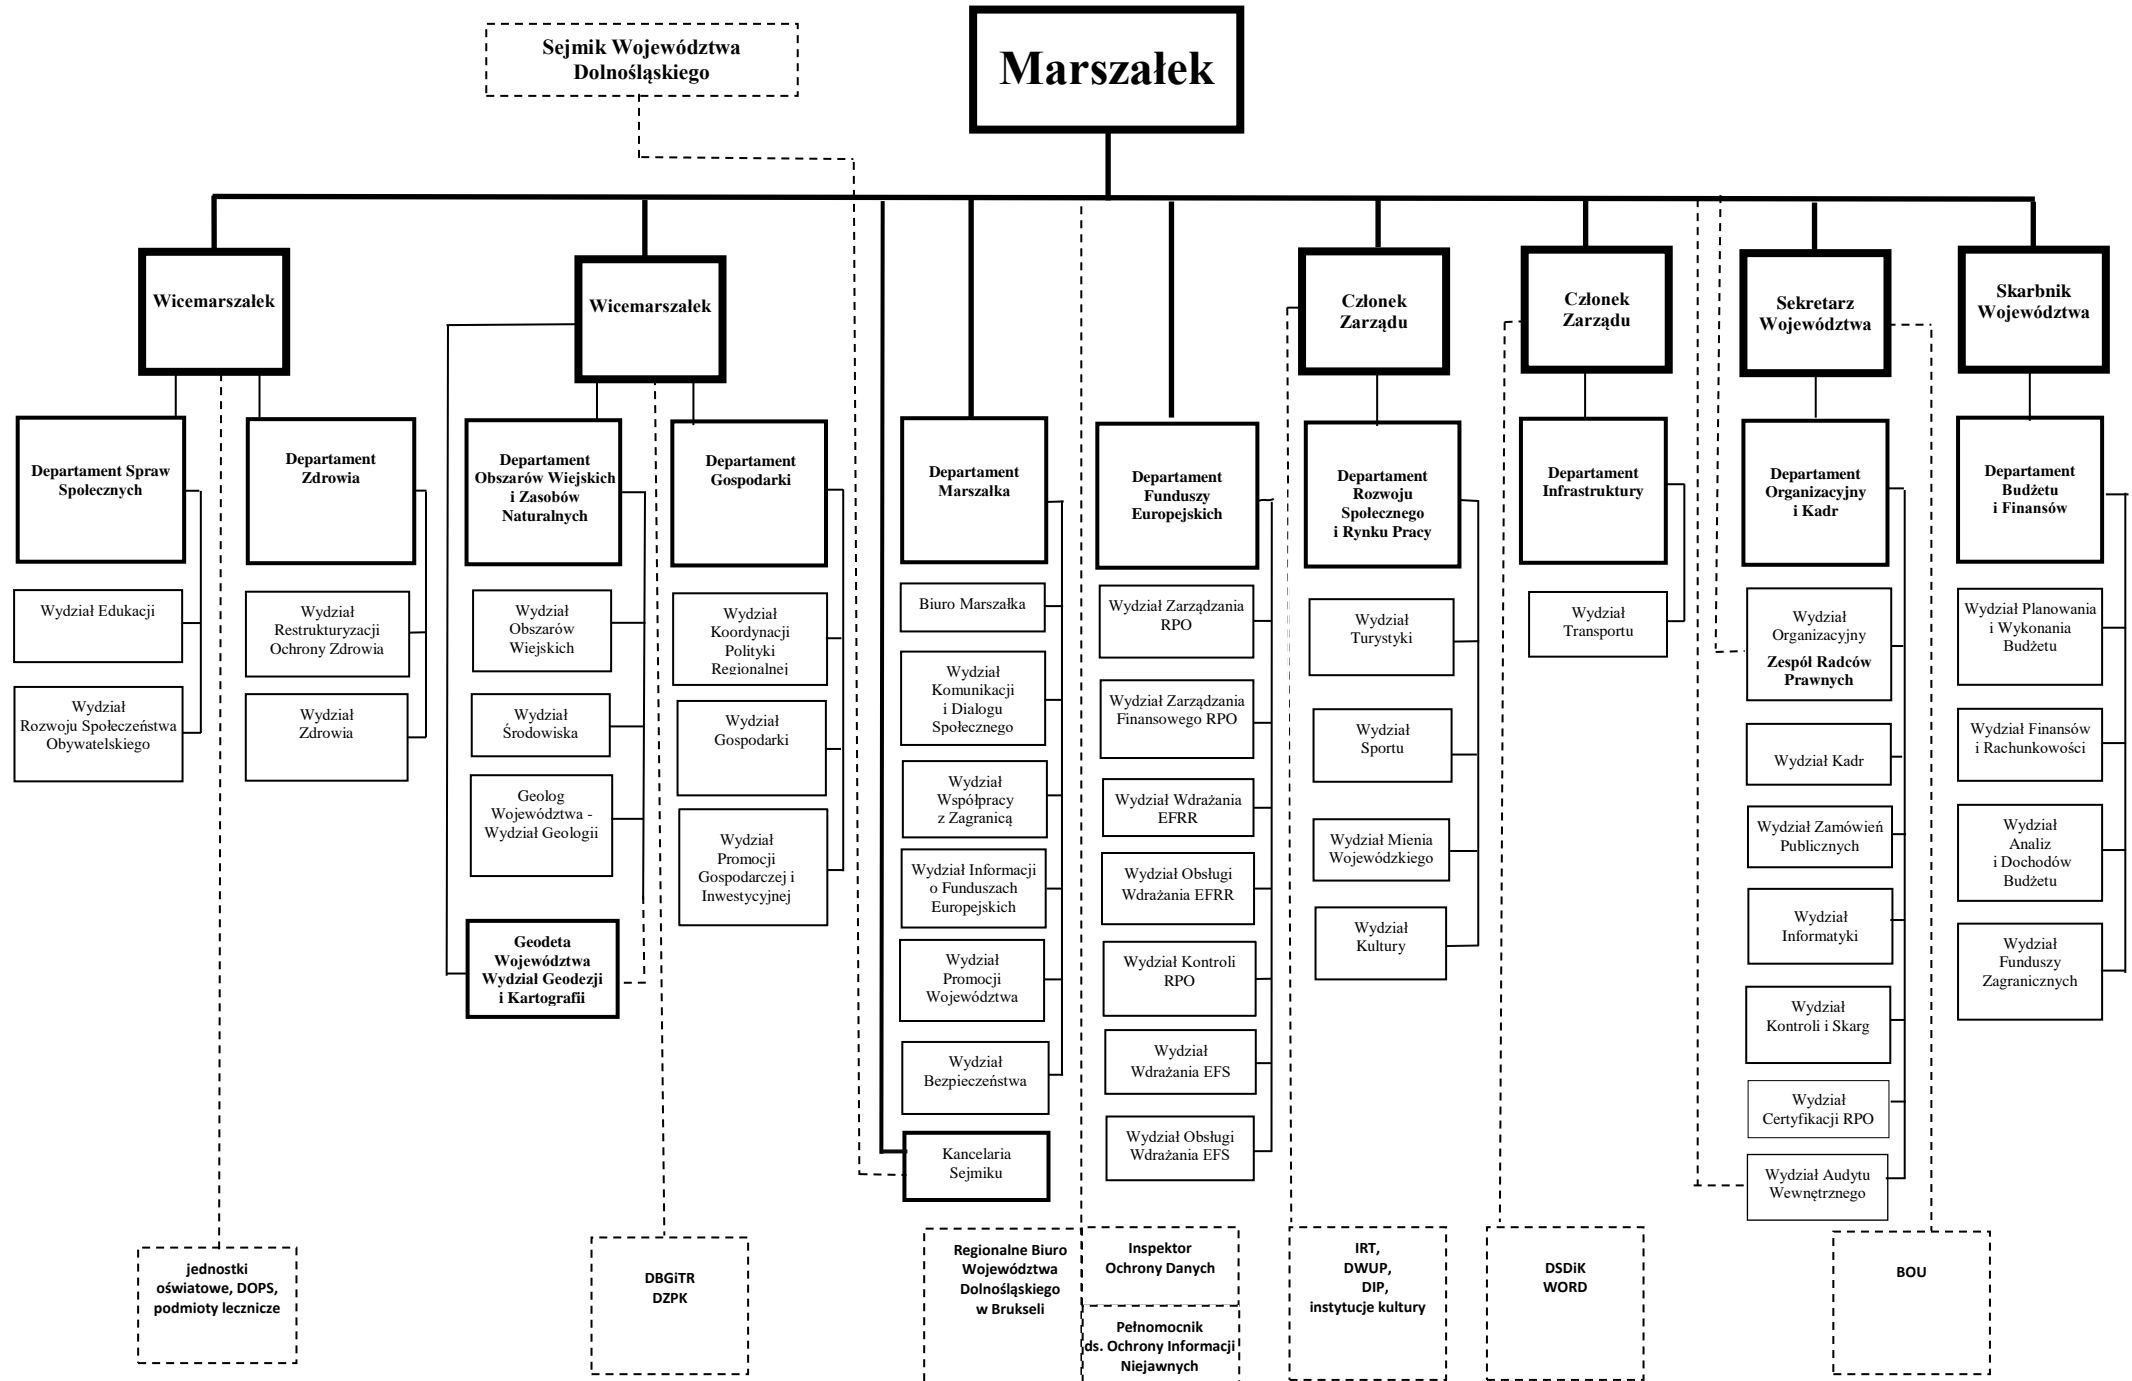 Sejmik Województwa
Dolnośląskiego
Marszałek
Wicemarszałek
Wicemarszałek
Członek
Zarządu
Członek
Zarządu
Sekretarz
Województwa
Skarbnik
Województwa
Departament Spraw
Społecznych
Departament
Zdrowia
Departament
Obszarów Wiejskich
i Zasobów
Naturalnych
Departament
Gospodarki
Departament
Marszałka
Departament
Funduszy
Europejskich
Departament
Rozwoju
Społecznego
i Rynku Pracy
Departament
Infrastruktury
Departament
Organizacyjny
i Kadr
Departament
Budżetu
i Finansów
Wydział Edukacji
Wydział
Rozwoju Społeczeństwa
Obywatelskiego
Wydział
Restrukturyzacji
Ochrony Zdrowia
Wydział
Zdrowia
Wydział
Obszarów
Wiejskich
Wydział
Środowiska
Geolog
Województwa -
Wydział Geologii
Geodeta
Województwa
Wydział Geodezji
i Kartografii
Wydział
Koordynacji
Polityki
Regionalnej
Wydział
Gospodarki
Wydział
Promocji
Gospodarczej i
Inwestycyjnej
Biuro Marszałka
Wydział
Komunikacji
i Dialogu
Społecznego
Wydział
Współpracy
z Zagranicą
Wydział Informacji
o Funduszach
Europejskich
Wydział
Promocji
Województwa
Wydział
Bezpieczeństwa
Kancelaria
Sejmiku
Wydział Zarządzania
RPO
Wydział Zarządzania
Finansowego RPO
Wydział Wdrażania
EFRR
Wydział Obsługi
Wdrażania EFRR
Wydział Kontroli
RPO
Wydział
Wdrażania EFS
Wydział Obsługi
Wdrażania EFS
Wydział
Turystyki
Wydział
Sportu
Wydział Mienia
Wojewódzkiego
Wydział
Kultury
Wydział
Transportu
Wydział
Organizacyjny
Zespół Radców
Prawnych
Wydział Kadr
Wydział Zamówień
Publicznych
Wydział
Informatyki
Wydział
Kontroli i Skarg
Wydział
Certyfikacji RPO
Wydział Audytu
Wewnętrznego
Wydział Planowania
i Wykonania
Budżetu
Wydział Finansów
i Rachunkowości
Wydział
Analiz
i Dochodów
Budżetu
Wydział
Funduszy
Zagranicznych
jednostki
oświatowe, DOPS,
podmioty lecznicze
DBGiTR
DZPK
Regionalne Biuro
Województwa
Dolnośląskiego
w Brukseli
Inspektor
Ochrony Danych
Pełnomocnik
ds. Ochrony Informacji
Niejawnych
IRT,
DWUP,
DIP,
instytucje kultury
DSDiK
WORD
BOU